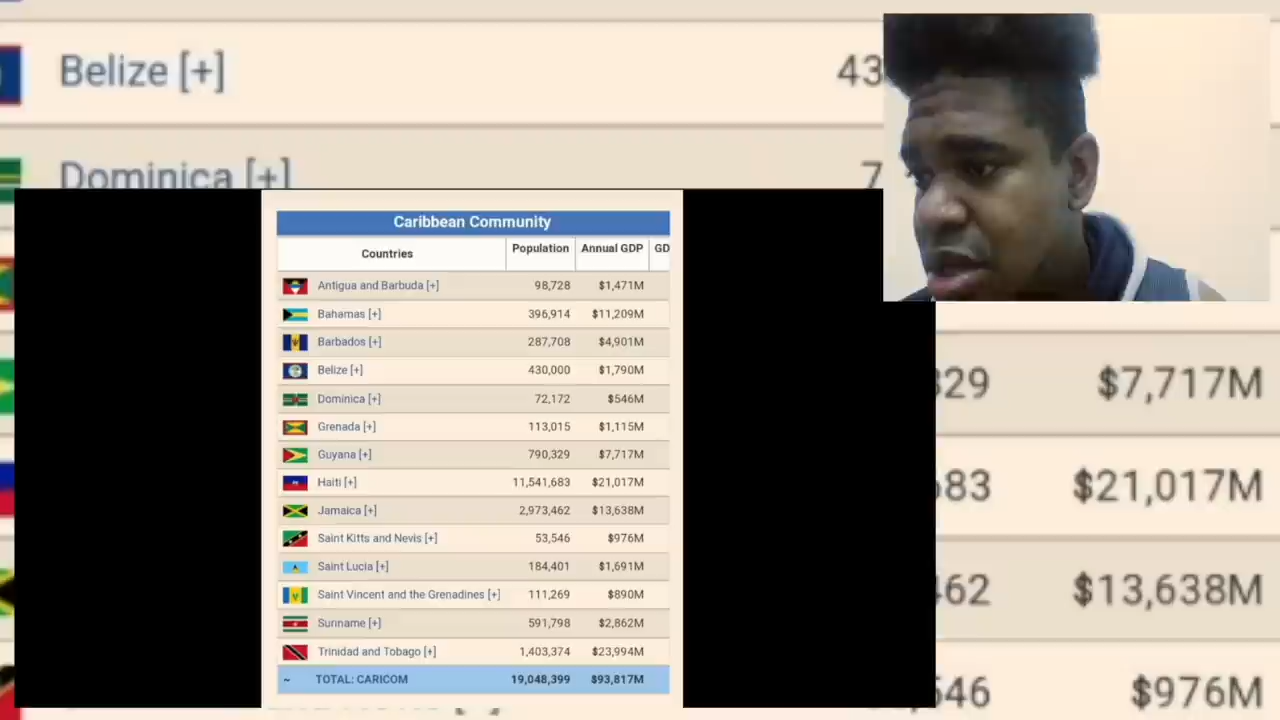 Belize [+] 43
Dominica [+] 7
Caribbean Community
Countries Population Annual GDP GD
Antigua and Barbuda [+] 98,728 $1,471M
Bahamas [+] 396,914 $11,209M
Barbados [+] 287,708 $4,901M
Belize [+] 430,000 $1,790M
Dominica [+] 72,172 $546M
Grenada [+] 113,015 $1,115M
Guyana [+] 790,329 $7,717M
Haiti [+] 11,541,683 $21,017M
Jamaica [+] 2,973,462 $13,638M
Saint Kitts and Nevis [+] 53,546 $976M
Saint Lucia [+] 184,401 $1,691M
Saint Vincent and the Grenadines [+] 111,269 $890M
Suriname [+] 591,798 $2,862M
Trinidad and Tobago [+] 1,403,374 $23,994M
~ TOTAL: CARICOM 19,048,399 $93,817M
329 $7,717M
683 $21,017M
462 $13,638M
546 $976M